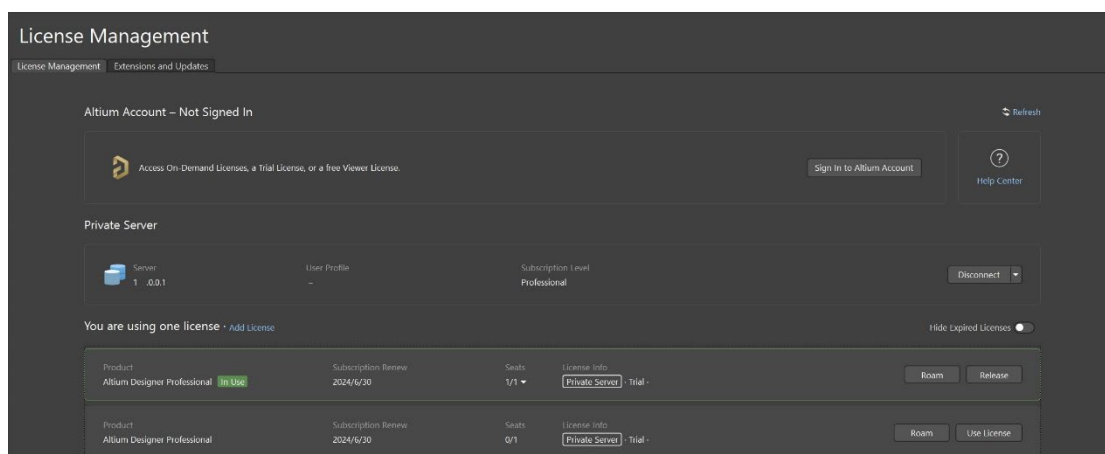 License Management
License Management Extensions and Updates
Altium Account – Not Signed In
Refresh
Access On-Demand Licenses, a Trial License, or a free Viewer License.
Sign In to Altium Account
Help Center
Private Server
Server User Profile Subscription Level
1 .0.0.1 – Professional
Disconnect
You are using one license • Add License
Hide Expired Licenses
Product Subscription Renew Seats License Info
Altium Designer Professional In Use 2024/6/30 1/1 Private Server • Trial •
Roam Release
Product Subscription Renew Seats License Info
Altium Designer Professional 2024/6/30 0/1 Private Server • Trial •
Roam Use License